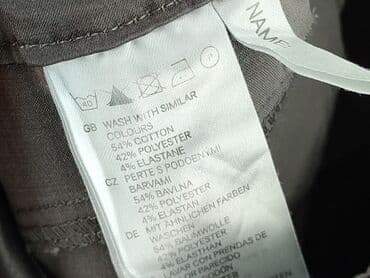 NAME
40
GB WASH WITH SIMILAR
COLOURS
54% COTTON
42% POLYESTER
4% ELASTANE
CZ PERTE S PODOBNÝMI
BARVAMI
54% BAVLNA
42% POLYESTER
4% ELASTAN
DE MIT ÄHNLICHEN FARBEN
WASCHEN
54% BAUMWOLLE
42% POLYESTER
4% ELASTAN
LAVAR CON PRENDAS DE